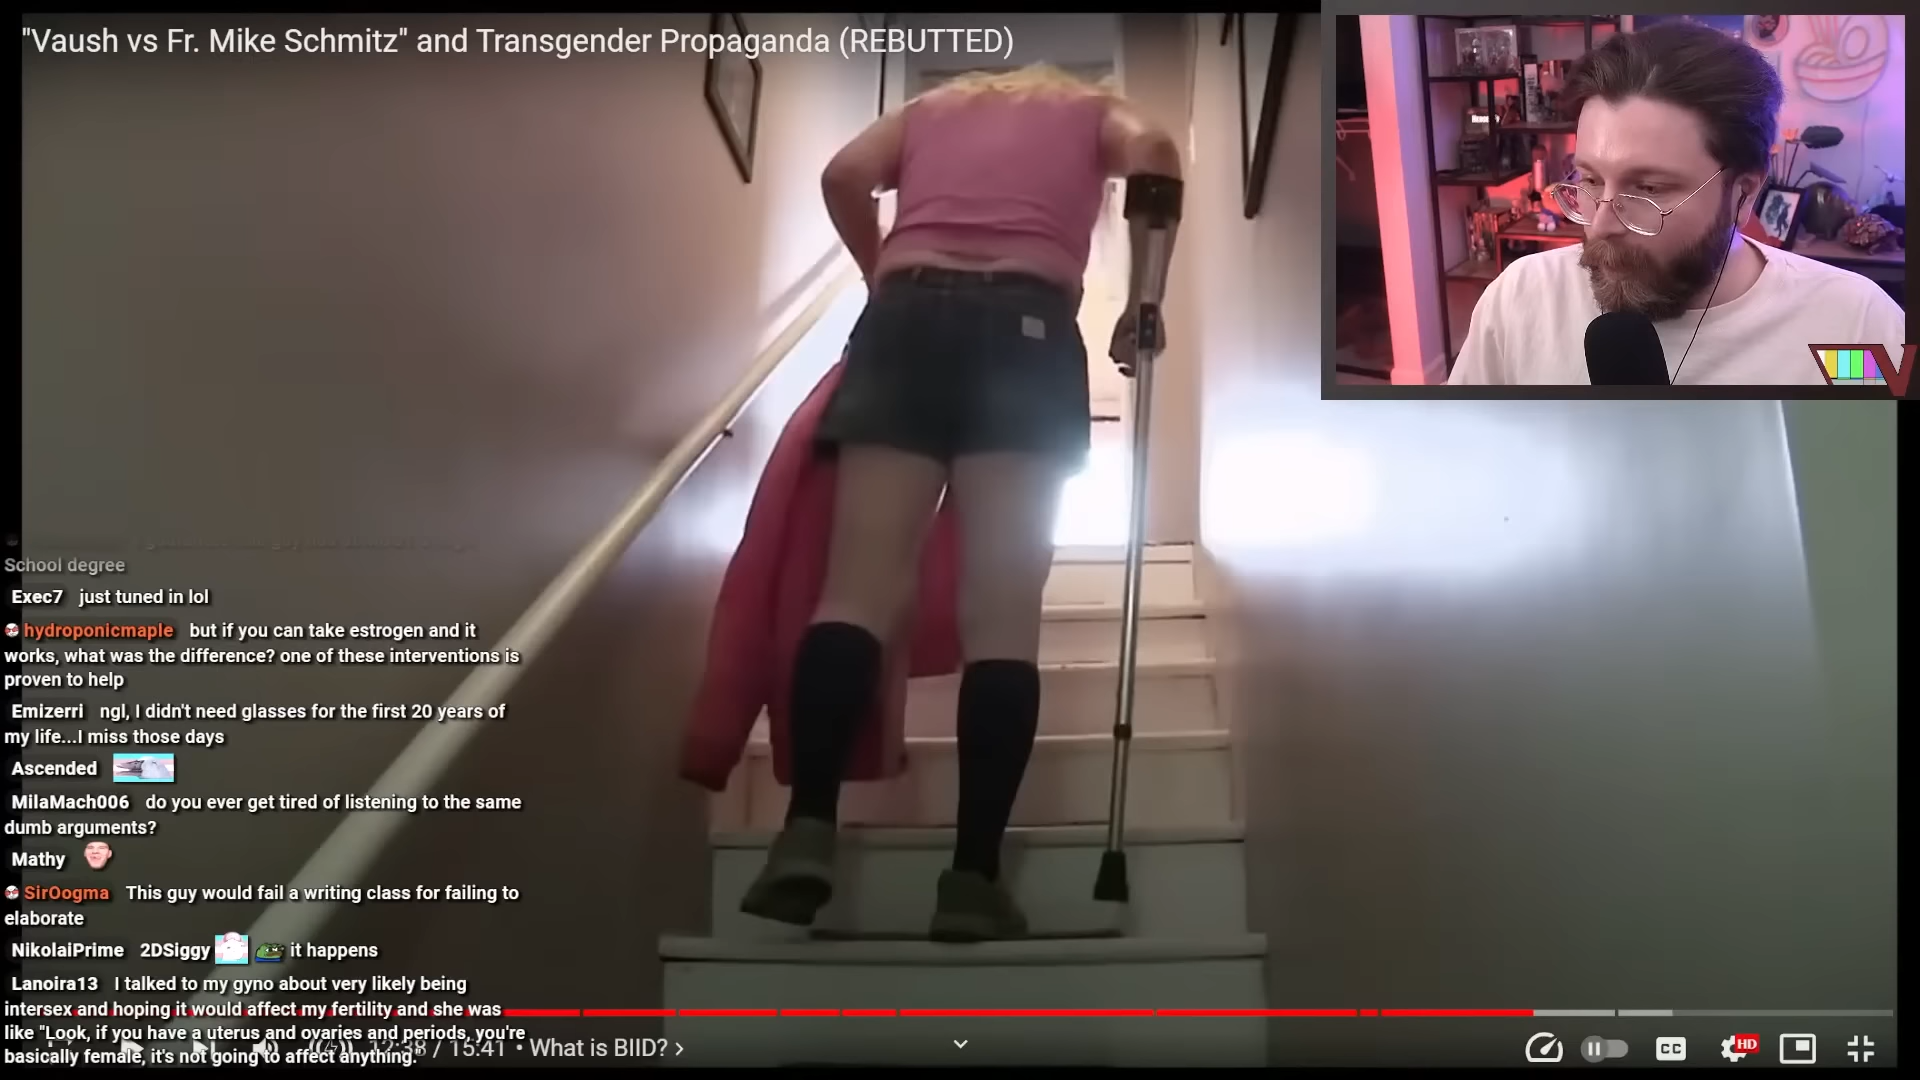 "Vaush vs Fr. Mike Schmitz" and Transgender Propaganda (REBUTTED)
School degree
Exec7 just tuned in lol
hydroponicmaple but if you can take estrogen and it
works, what was the difference? one of these interventions is
proven to help
Emizerri ngl, I didn't need glasses for the first 20 years of
my life...I miss those days
Ascended
MilaMach006 do you ever get tired of listening to the same
dumb arguments?
Mathy
SirOogma This guy would fail a writing class for failing to
elaborate
NikolaiPrime 2DSiggy it happens
Lanoira13 I talked to my gyno about very likely being
intersex and hoping it would affect my fertility and she was
like "Look, if you have a uterus and ovaries and periods, you're
basically female, it's not going to affect anything."
12:38 / 15:41 • What is BIID? ›
CC
HD
V